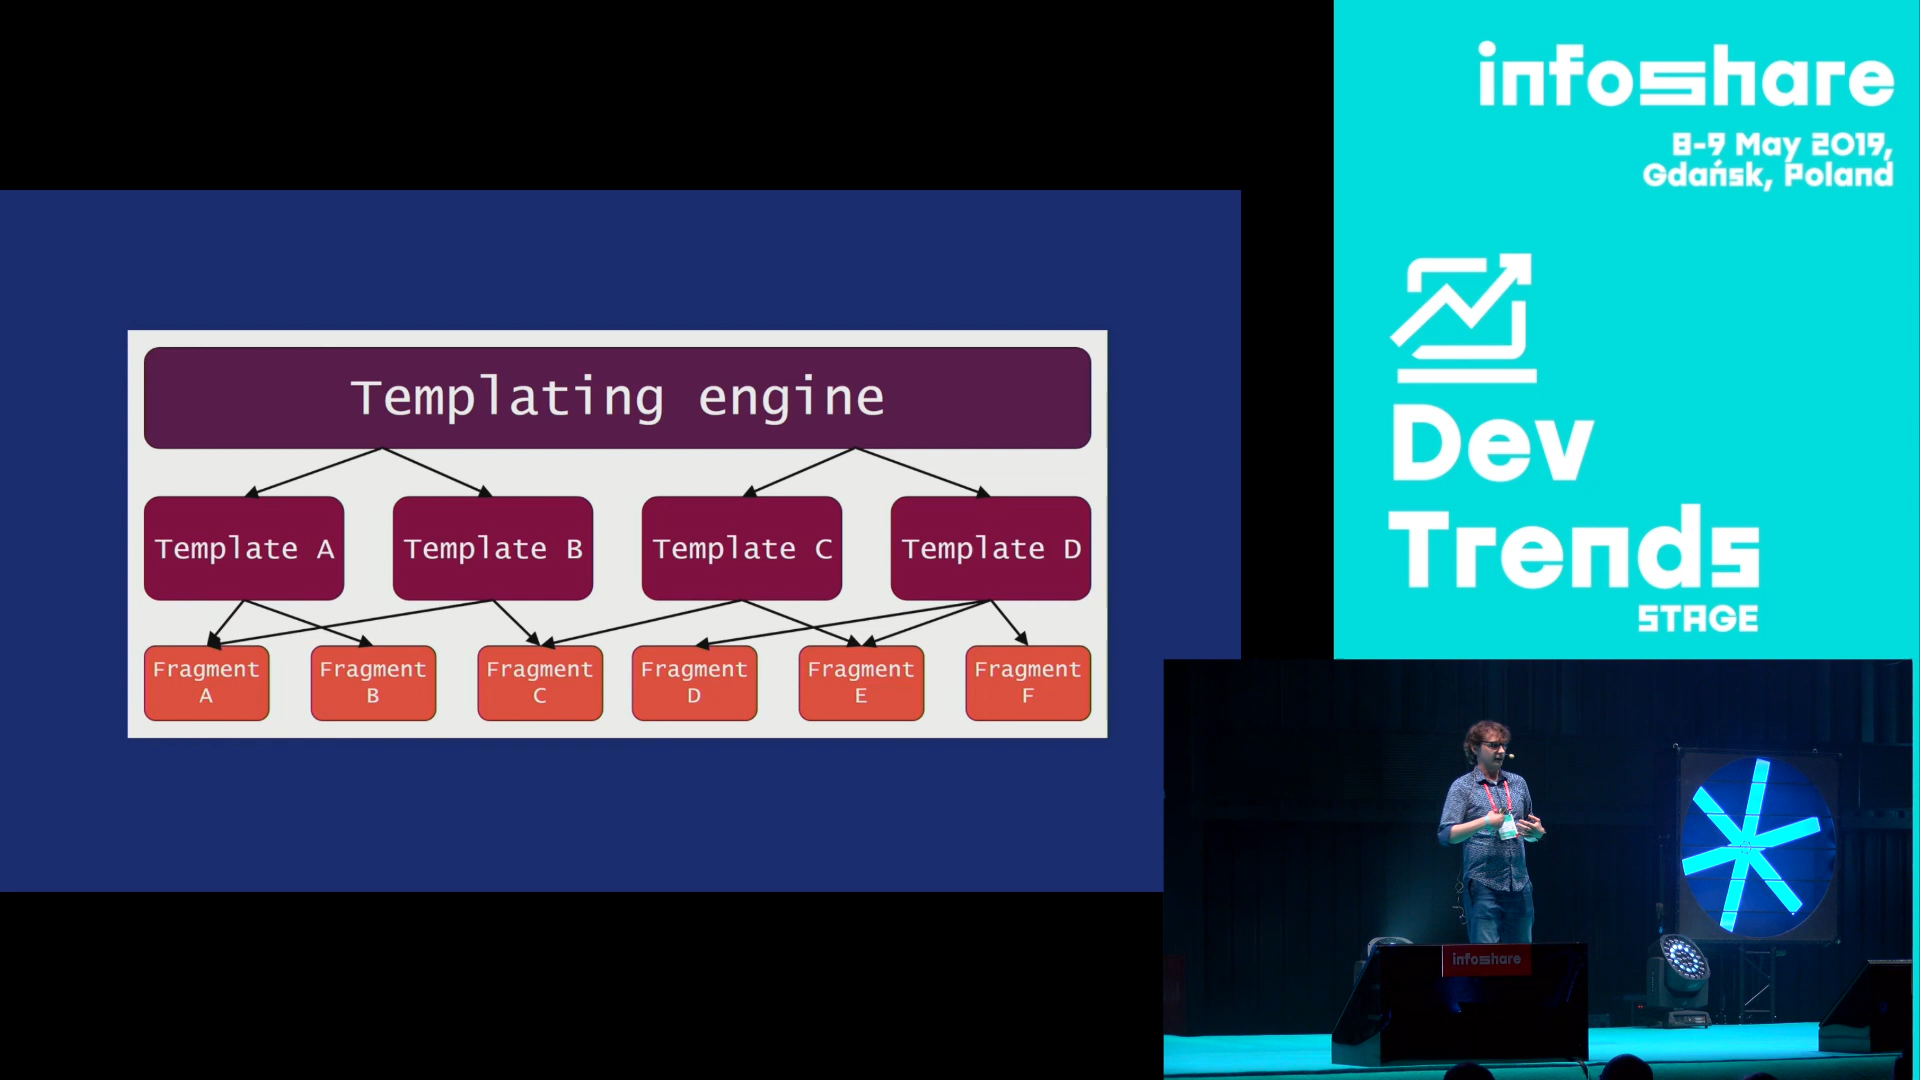 Templating engine
Template A
Template B
Template C
Template D
Fragment
A
Fragment
B
Fragment
C
Fragment
D
Fragment
E
Fragment
F
infoshare
8-9 May 2019,
Gdańsk, Poland
Dev
Trends
STAGE
infoshare